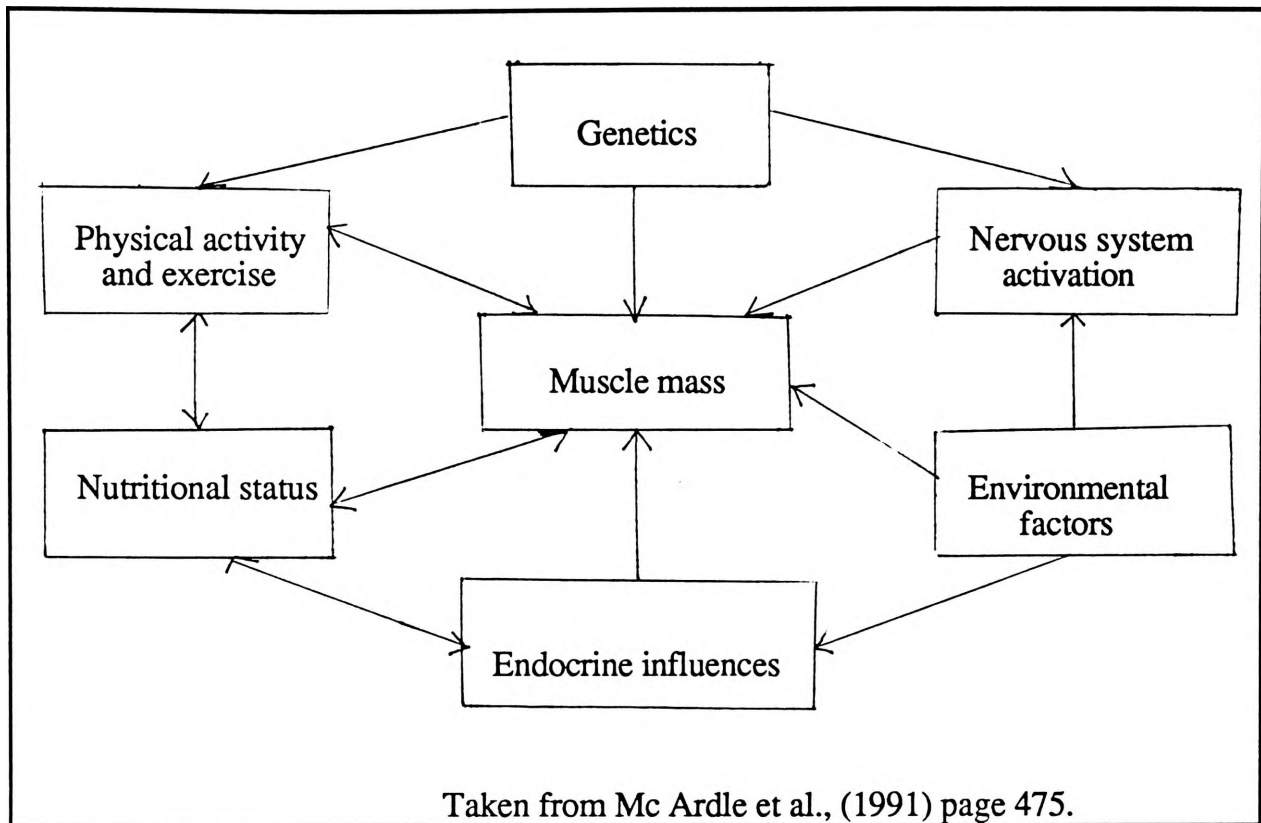 Genetics
Physical activity
and exercise
Nervous system
activation
Muscle mass
Nutritional status
Environmental
factors
Endocrine influences
Taken from Mc Ardle et al., (1991) page 475.